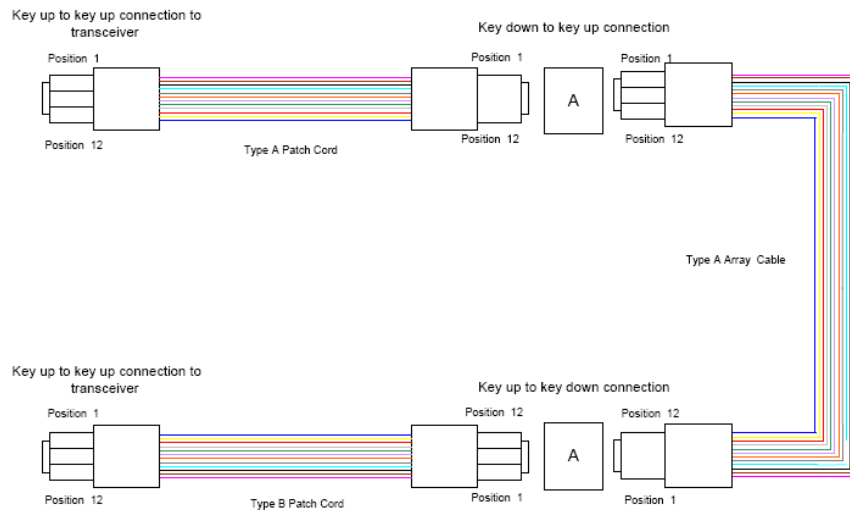 Key up to key up connection to
transceiver
Key down to key up connection
Position 1
Position 1
Position 1
A
Position 12
Position 12
Position 12
Type A Patch Cord
Type A Array Cable
Key up to key up connection to
transceiver
Key up to key down connection
Position 1
Position 12
Position 12
A
Position 12
Position 1
Position 1
Type B Patch Cord